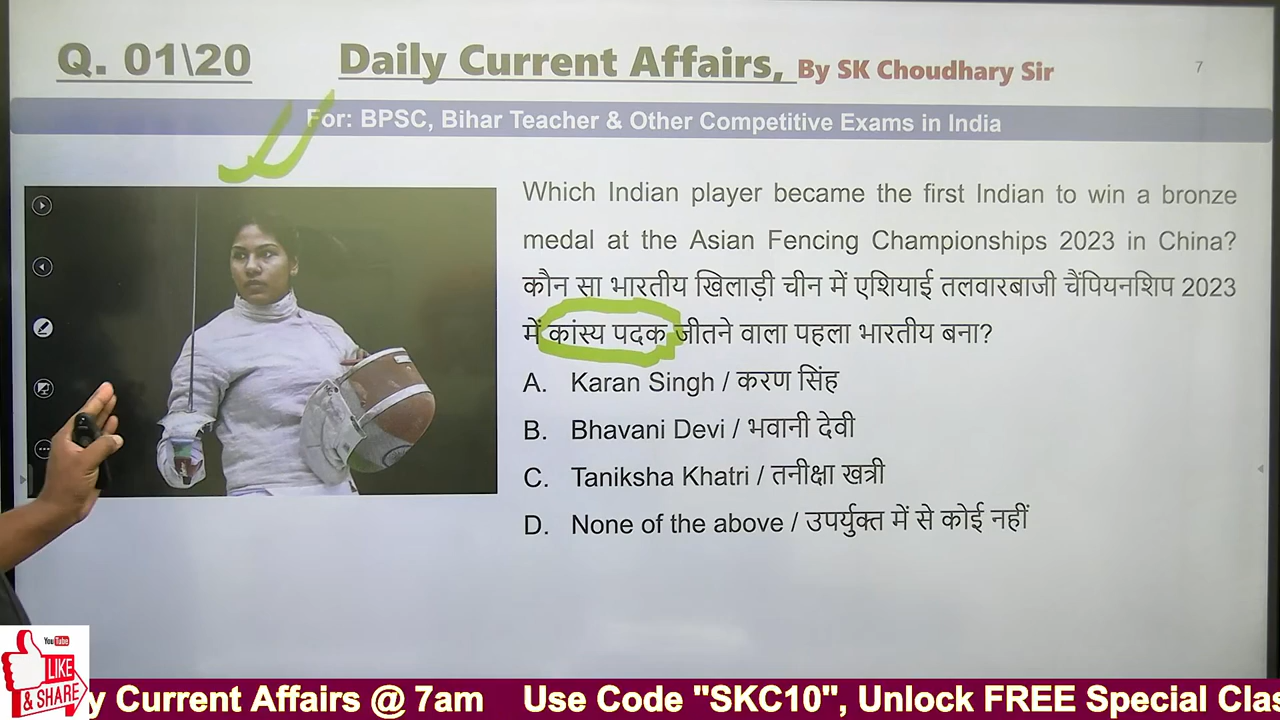 Q. 01\20
Daily Current Affairs, By SK Choudhary Sir
7
For: BPSC, Bihar Teacher & Other Competitive Exams in India
Which Indian player became the first Indian to win a bronze
medal at the Asian Fencing Championships 2023 in China?
कौन सा भारतीय खिलाड़ी चीन में एशियाई तलवारबाजी चैंपियनशिप 2023
में कांस्य पदक जीतने वाला पहला भारतीय बना?
A. Karan Singh / करण सिंह
B. Bhavani Devi / भवानी देवी
C. Taniksha Khatri / तनीक्षा खत्री
D. None of the above / उपर्युक्त में से कोई नहीं
YouTube
LIKE
& SHARE
y Current Affairs @ 7am Use Code "SKC10", Unlock FREE Special Clas